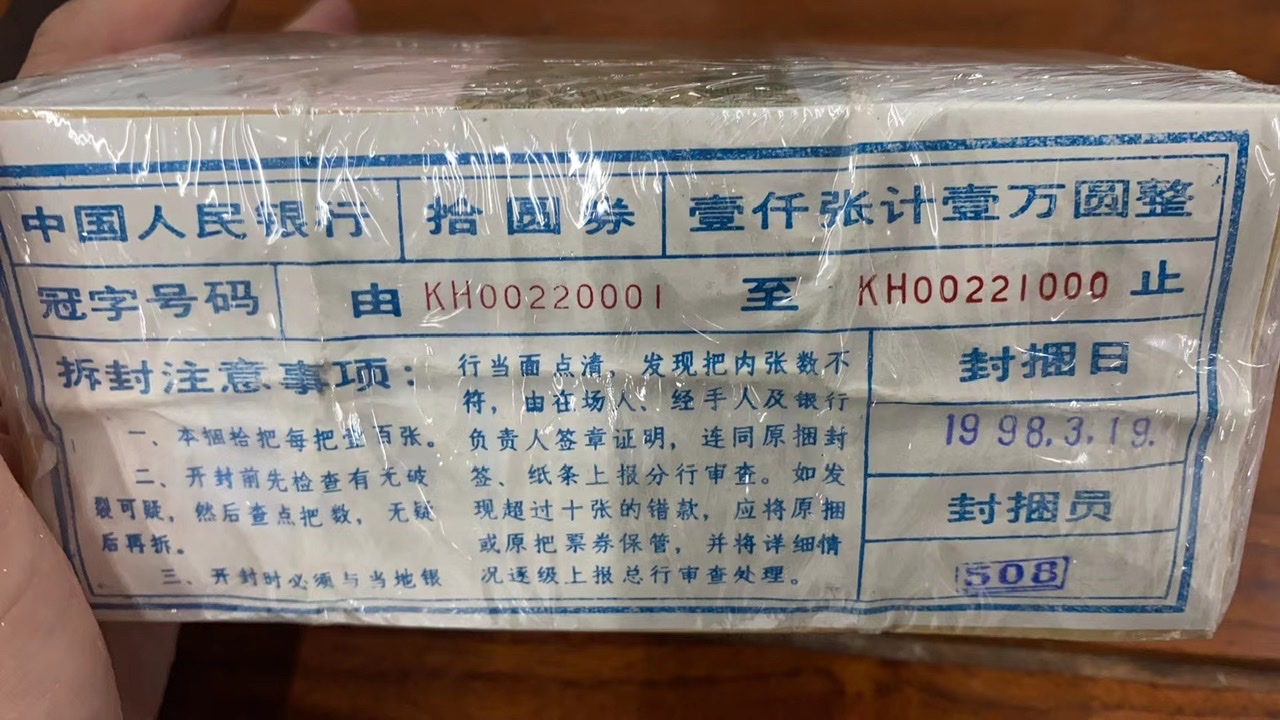 中国人民银行 拾圆券 壹仟张计壹万圆整
冠字号码 由 KH00220001 至 KH00221000 止
拆封注意事项：
一、本捆拾把每把壹百张。
二、开封前先检查有无破
裂可疑，然后查点把数，无疑
后再拆。
三、开封时必须与当地银
行当面点清，发现把内张数不
符，由在场人、经手人及银行
负责人签章证明，连同原捆封
签、纸条上报分行审查。如发
现超过十张的错款，应将原捆
或原把票券保管，并将详细情
况逐级上报总行审查处理。
封捆日
1998.3.19.
封捆员
508